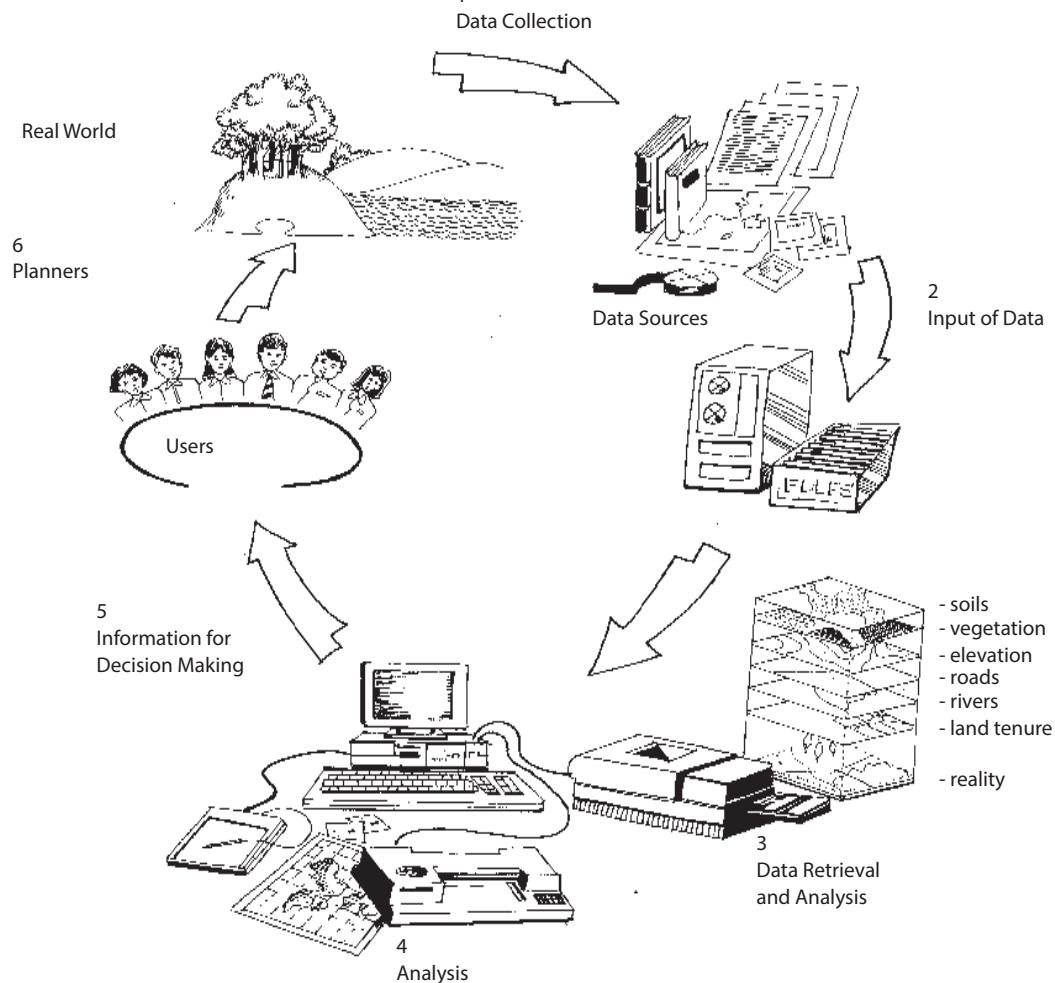 Data Collection
Real World
Data Sources
2
Input of Data
6
Planners
Users
- soils
- vegetation
- elevation
- roads
- rivers
- land tenure
- reality
5
Information for
Decision Making
3
Data Retrieval
and Analysis
4
Analysis